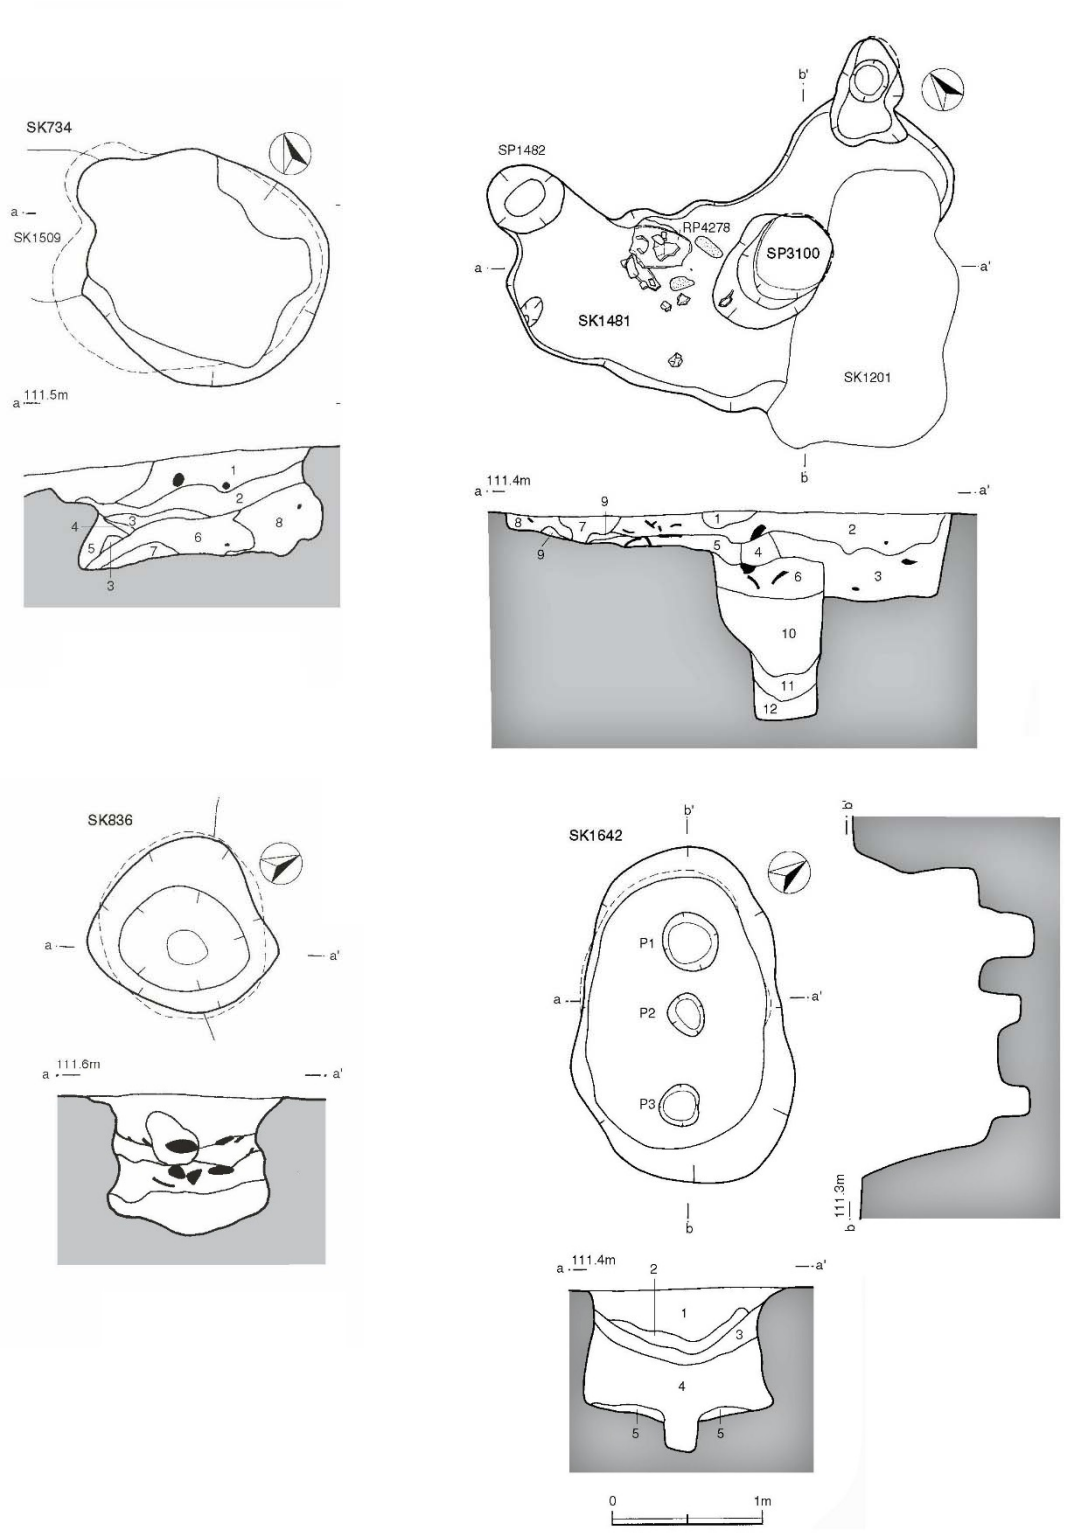 SK734
a
SK1509
a 111.5m
1
2
3
4
5
6
7
8
3
b'
SP1482
RP4278
SP3100
a
a'
SK1481
SK1201
b
111.4m
a
a'
9
8
7
1
2
9
5
4
6
3
10
11
12
SK836
a
a'
111.6m
a
a'
SK1642
b'
P1
P2
P3
a
a'
b
b'
111.3m
b
a 111.4m
a'
2
1
3
4
5
5
0
1m